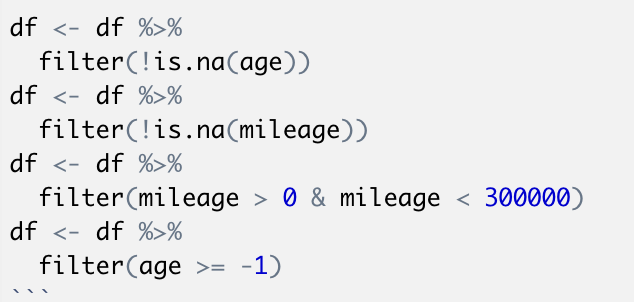 df <- df %>%
  filter(!is.na(age))
df <- df %>%
  filter(!is.na(mileage))
df <- df %>%
  filter(mileage > 0 & mileage < 300000)
df <- df %>%
  filter(age >= -1)
```